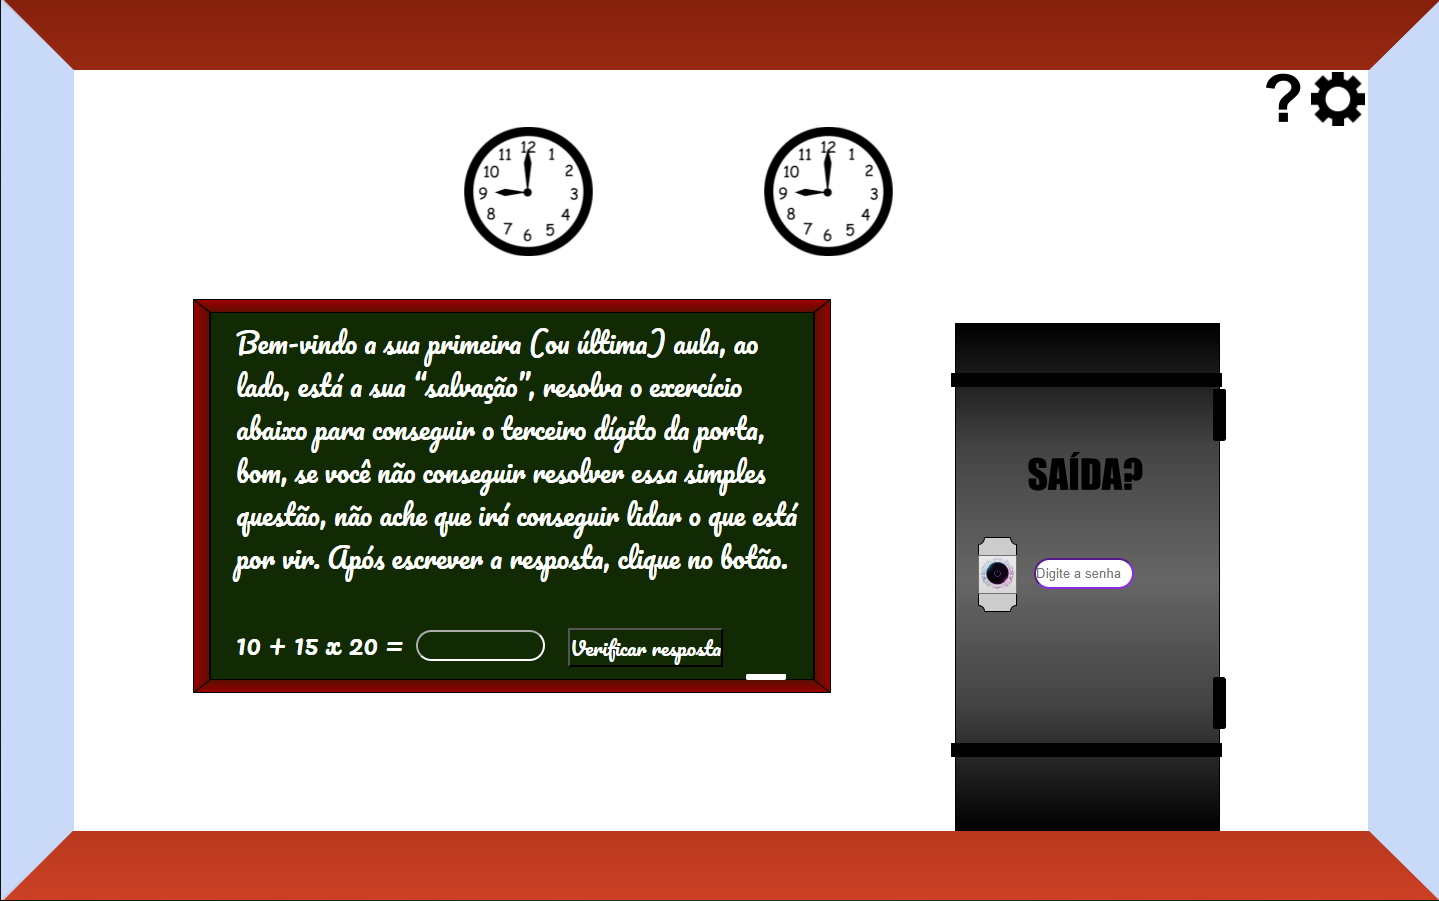 ?
12 12
11 1 11 1
10 2 10 2
9 3 9 3
8 4 8 4
7 5 7 5
6 6
Bem-vindo a sua primeira (ou última) aula, ao
lado, está a sua “salvação”, resolva o exercício
abaixo para conseguir o terceiro dígito da porta,
bom, se você não conseguir resolver essa simples
questão, não ache que irá conseguir lidar o que está
por vir. Após escrever a resposta, clique no botão.
10 + 15 x 20 =
Verificar resposta
SAÍDA?
Digite a senha